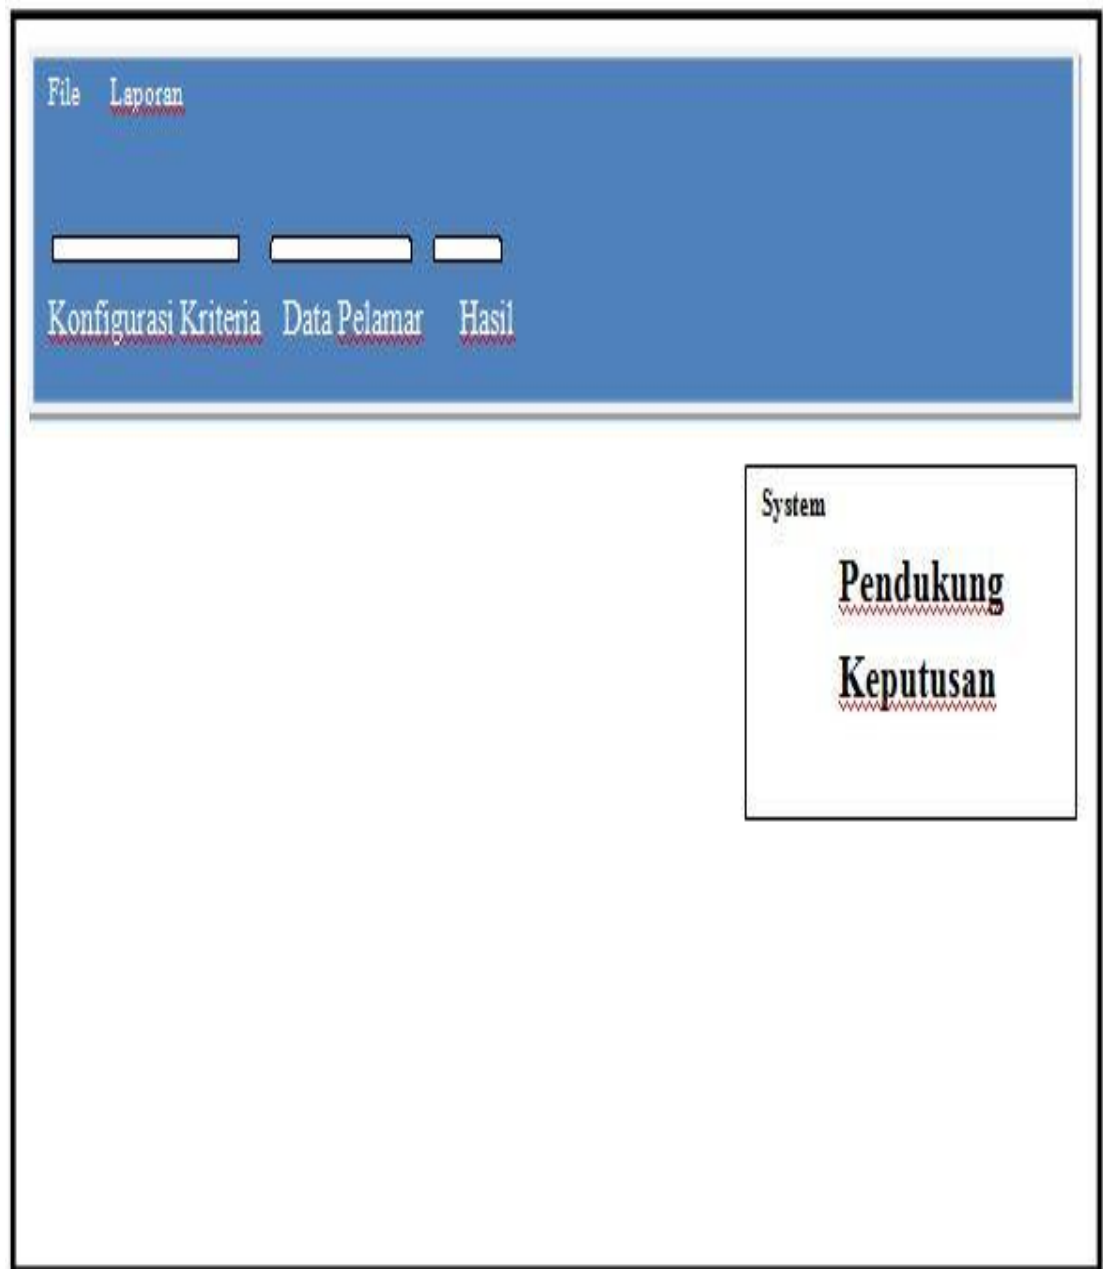 File Laporan
Konfigurasi Kriteria Data Pelamar Hasil
System
Pendukung
Keputusan